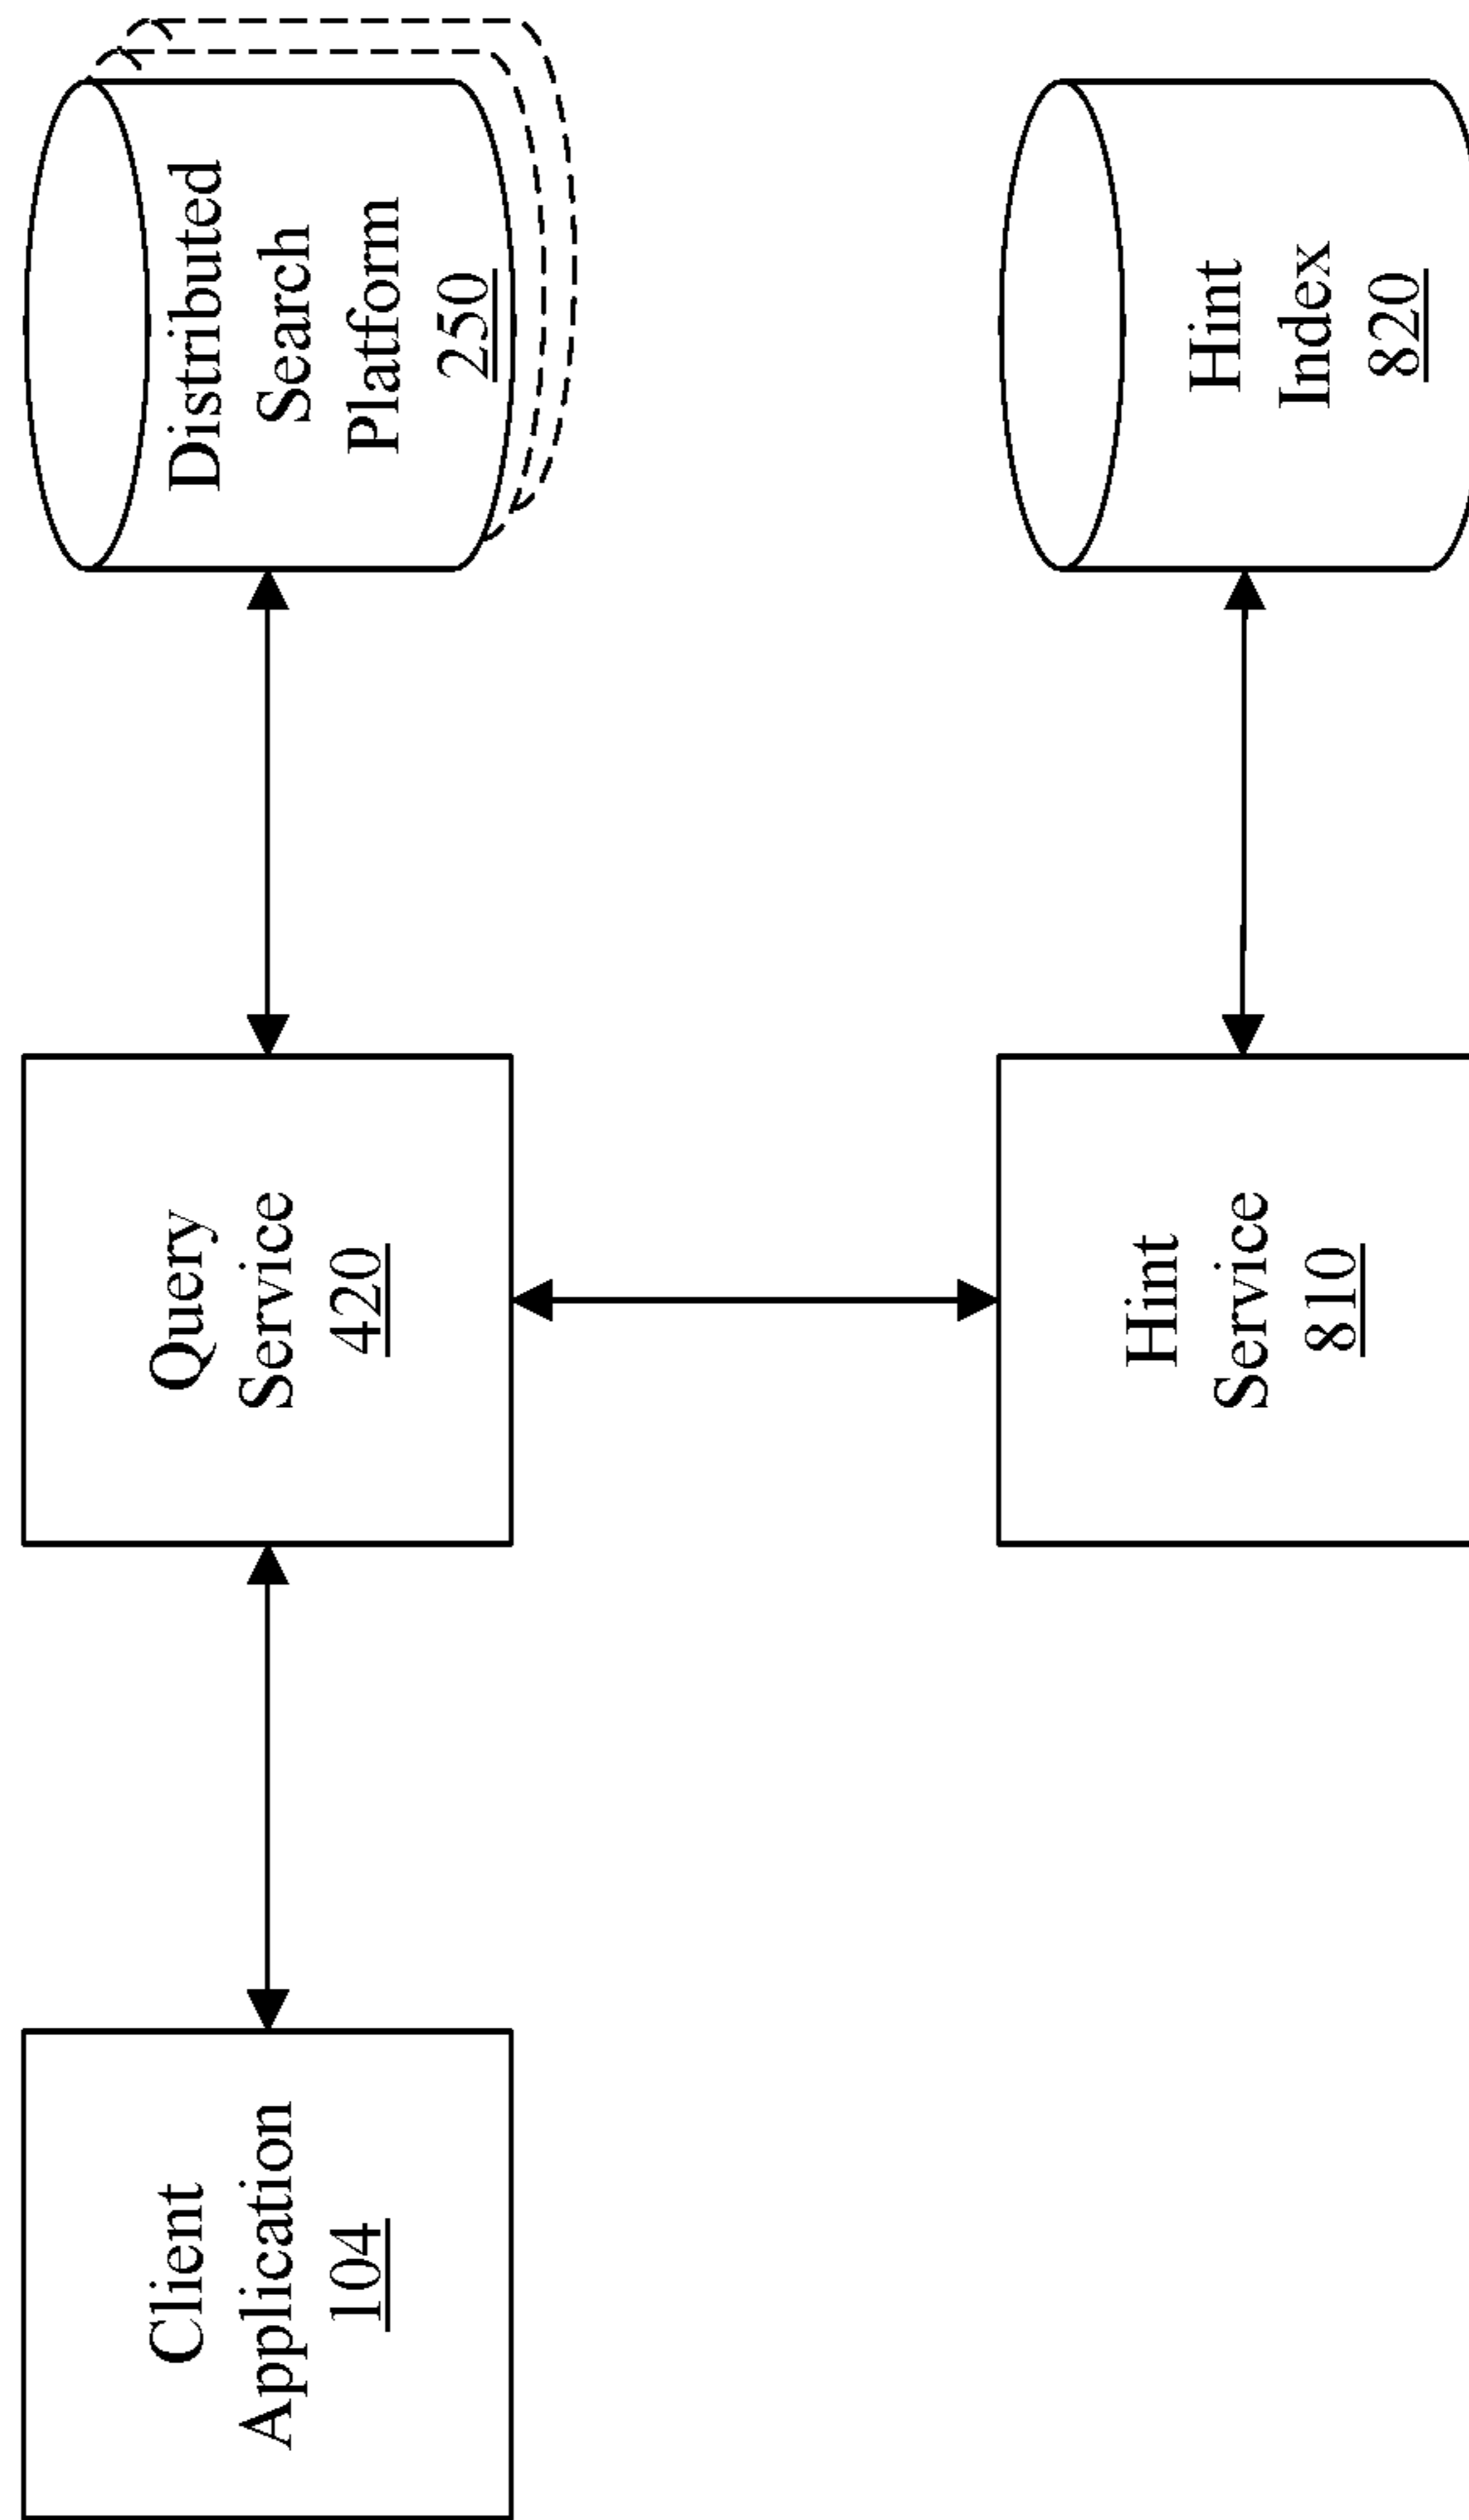 Client
Application
104
Query
Service
420
Distributed
Search
Platform
250
Hint
Service
810
Hint
Index
820